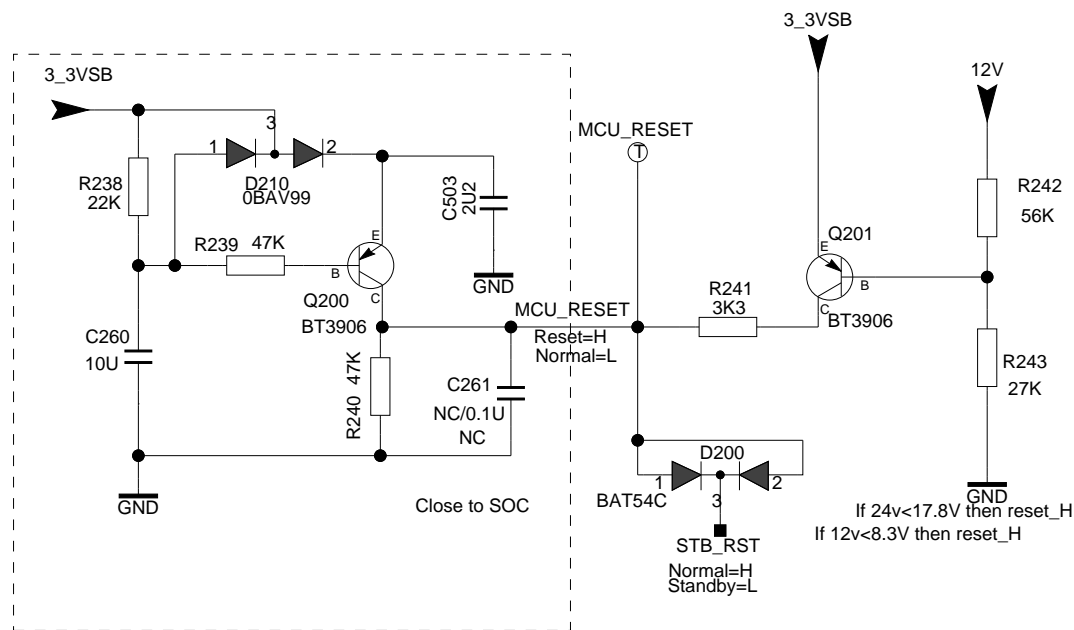 3_3VSB
3_3VSB
12V
3
1
2
D210
0BAV99
MCU_RESET
T
R238
22K
C503
2U2
R242
56K
R239
47K
E
B
C
Q200
BT3906
GND
E
Q201
B
C
BT3906
R241
3K3
MCU_RESET
Reset=H
Normal=L
C260
10U
R240
47K
C261
NC/0.1U
NC
R243
27K
D200
1
2
3
BAT54C
GND
Close to SOC
STB_RST
Normal=H
Standby=L
GND
If 24v<17.8V then reset_H
If 12v<8.3V then reset_H